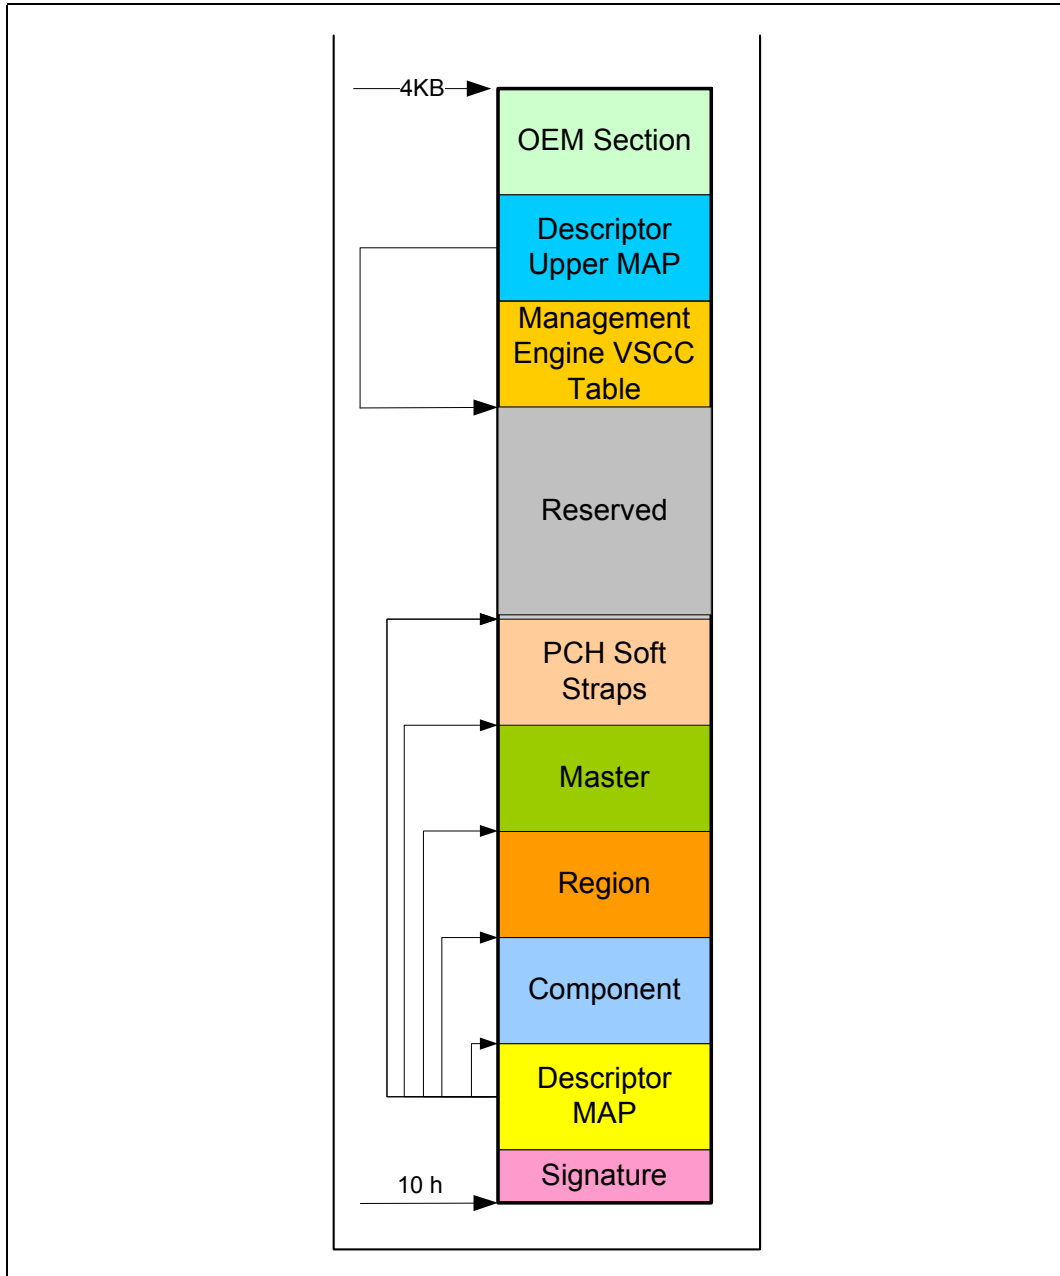 4KB
OEM Section
Descriptor
Upper MAP
Management
Engine VSCC
Table
Reserved
PCH Soft
Straps
Master
Region
Component
Descriptor
MAP
Signature
10 h